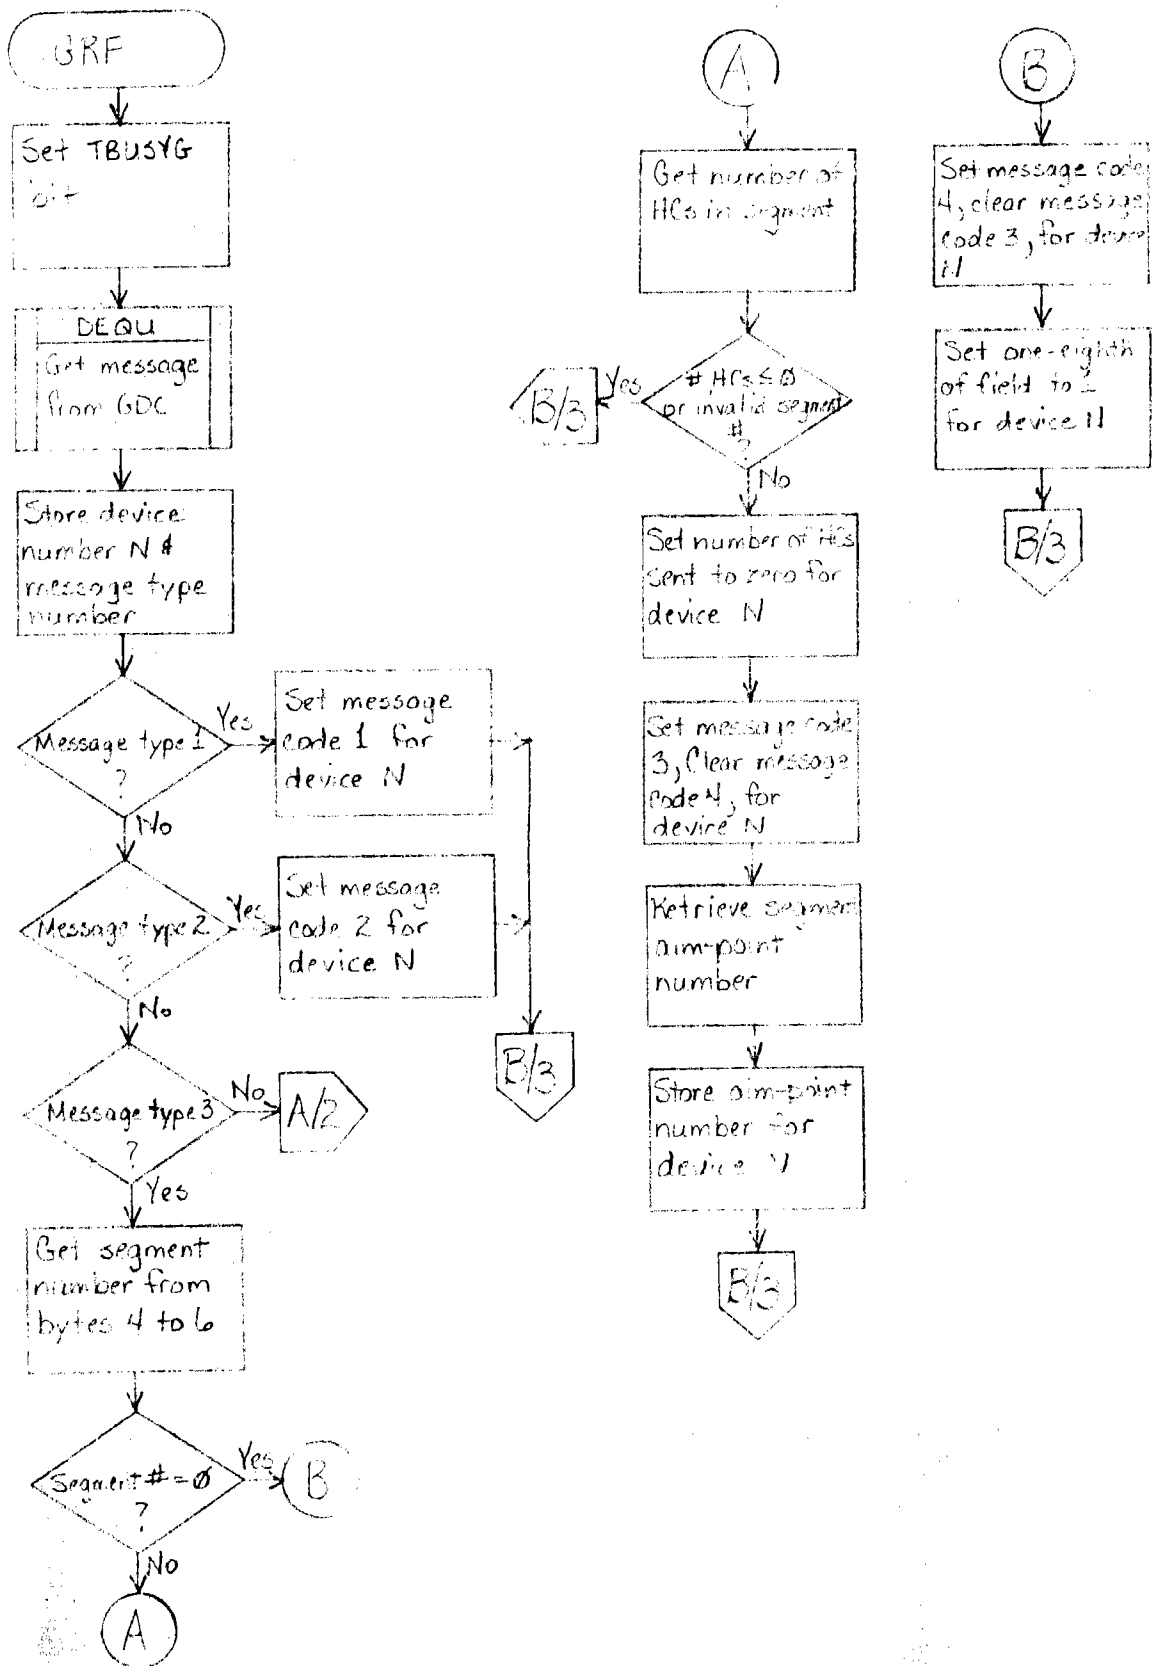 GRF
Set TBUSYG
bit
DEQU
Get message
from GDC
Store device
number N &
message type
number
Message type 1
?
Yes
Set message
code 1 for
device N
No
Message type 2
?
Yes
Set message
code 2 for
device N
No
B/3
Message type 3
?
No
A/2
Yes
Get segment
number from
bytes 4 to 6
Segment # = Ø
?
Yes
B
No
A
A
Get number of
HCs in segment
# HCs ≤ Ø
or invalid segment
#
?
Yes
B/3
No
Set number of HCs
sent to zero for
device N
Set message code
3, Clear message
code 4, for
device N
Retrieve segment
aim-point
number
Store aim-point
number for
device N
B/3
B
Set message code
4, clear message
code 3, for device
N
Set one-eighth
of field to 1
for device N
B/3